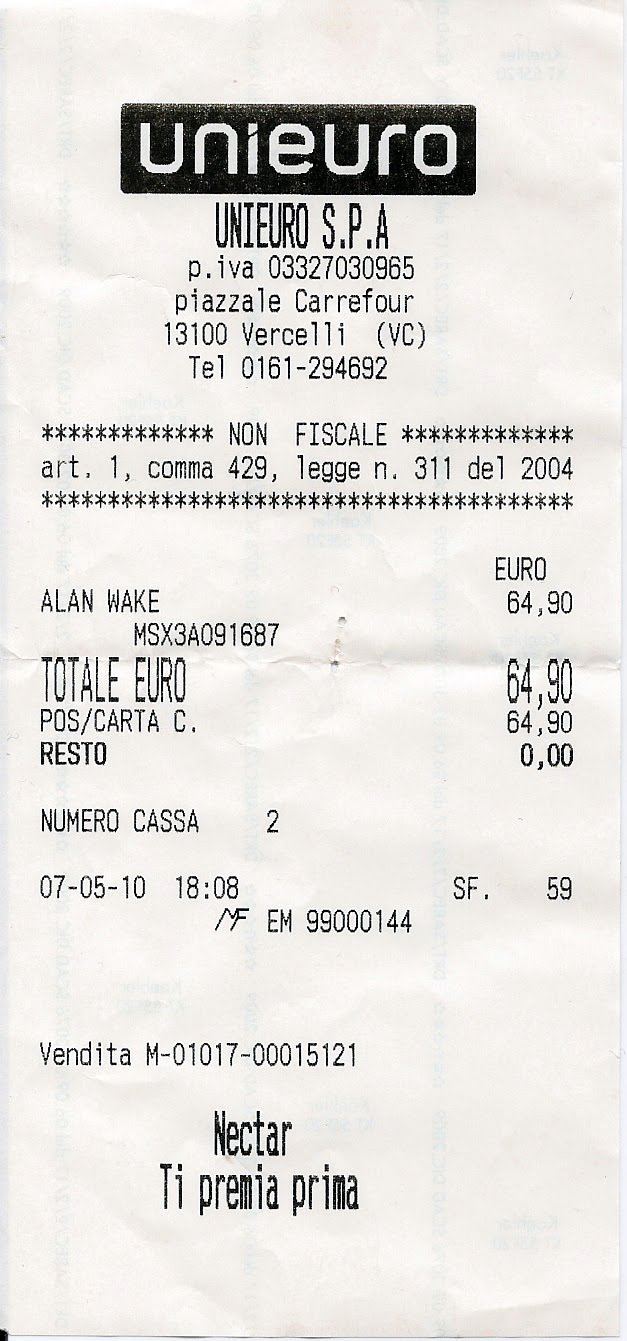 unieuro
UNIEURO S.P.A
p.iva 03327030965
piazzale Carrefour
13100 Vercelli (VC)
Tel 0161-294692
************* NON FISCALE *************
art. 1, comma 429, legge n. 311 del 2004
****************************************
EURO
ALAN WAKE 64,90
MSX3A091687
TOTALE EURO 64,90
POS/CARTA C. 64,90
RESTO 0,00
NUMERO CASSA 2
07-05-10 18:08 SF. 59
MF EM 99000144
Vendita M-01017-00015121
Nectar
Ti premia prima